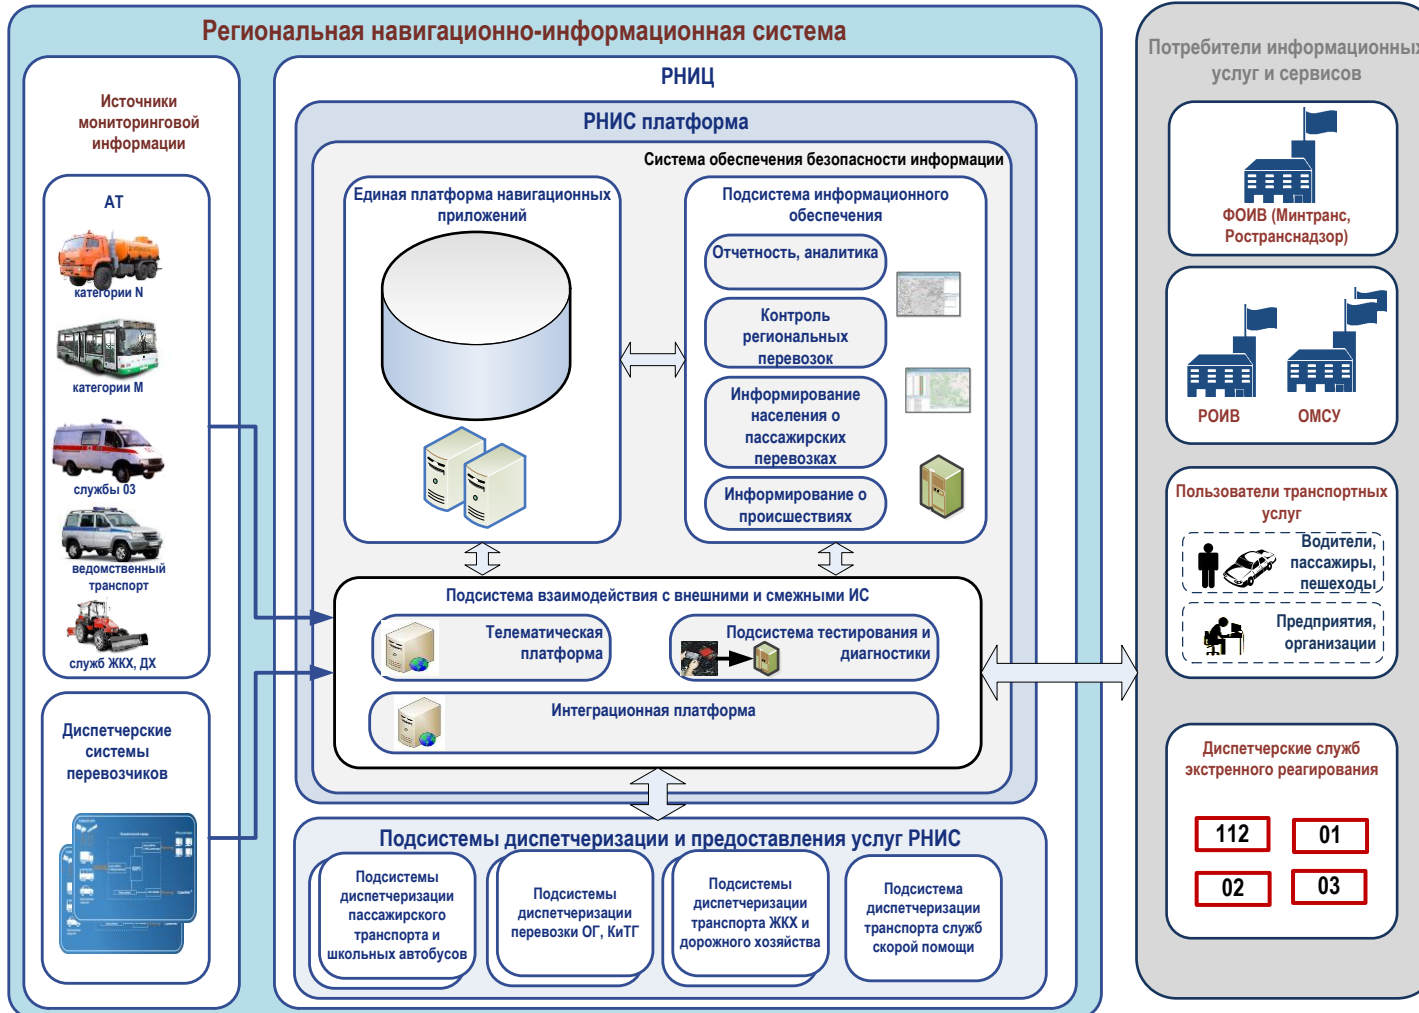 Региональная навигационно-информационная система
Источники
мониторинговой
информации
АТ
категории N
категории М
службы 03
ведомственный
транспорт
служб ЖКХ, ДХ
Диспетчерские
системы
перевозчиков
РНИЦ
РНИС платформа
Система обеспечения безопасности информации
Единая платформа навигационных
приложений
Подсистема информационного
обеспечения
Отчетность, аналитика
Контроль
региональных
перевозок
Информирование
населения о
пассажирских
перевозках
Информирование о
происшествиях
Подсистема взаимодействия с внешними и смежными ИС
Телематическая
платформа
Подсистема тестирования и
диагностики
Интеграционная платформа
Подсистемы диспетчеризации и предоставления услуг РНИС
Подсистемы
диспетчеризации
пассажирского
транспорта и
школьных автобусов
Подсистемы
диспетчеризации
перевозки ОГ, КиТГ
Подсистемы
диспетчеризации
транспорта ЖКХ и
дорожного хозяйства
Подсистема
диспетчеризации
транспорта служб
скорой помощи
Потребители информационных
услуг и сервисов
ФОИВ (Минтранс,
Ространснадзор)
РОИВ
ОМСУ
Пользователи транспортных
услуг
Водители,
пассажиры,
пешеходы
Предприятия,
организации
Диспетчерские служб
экстренного реагирования
112
01
02
03